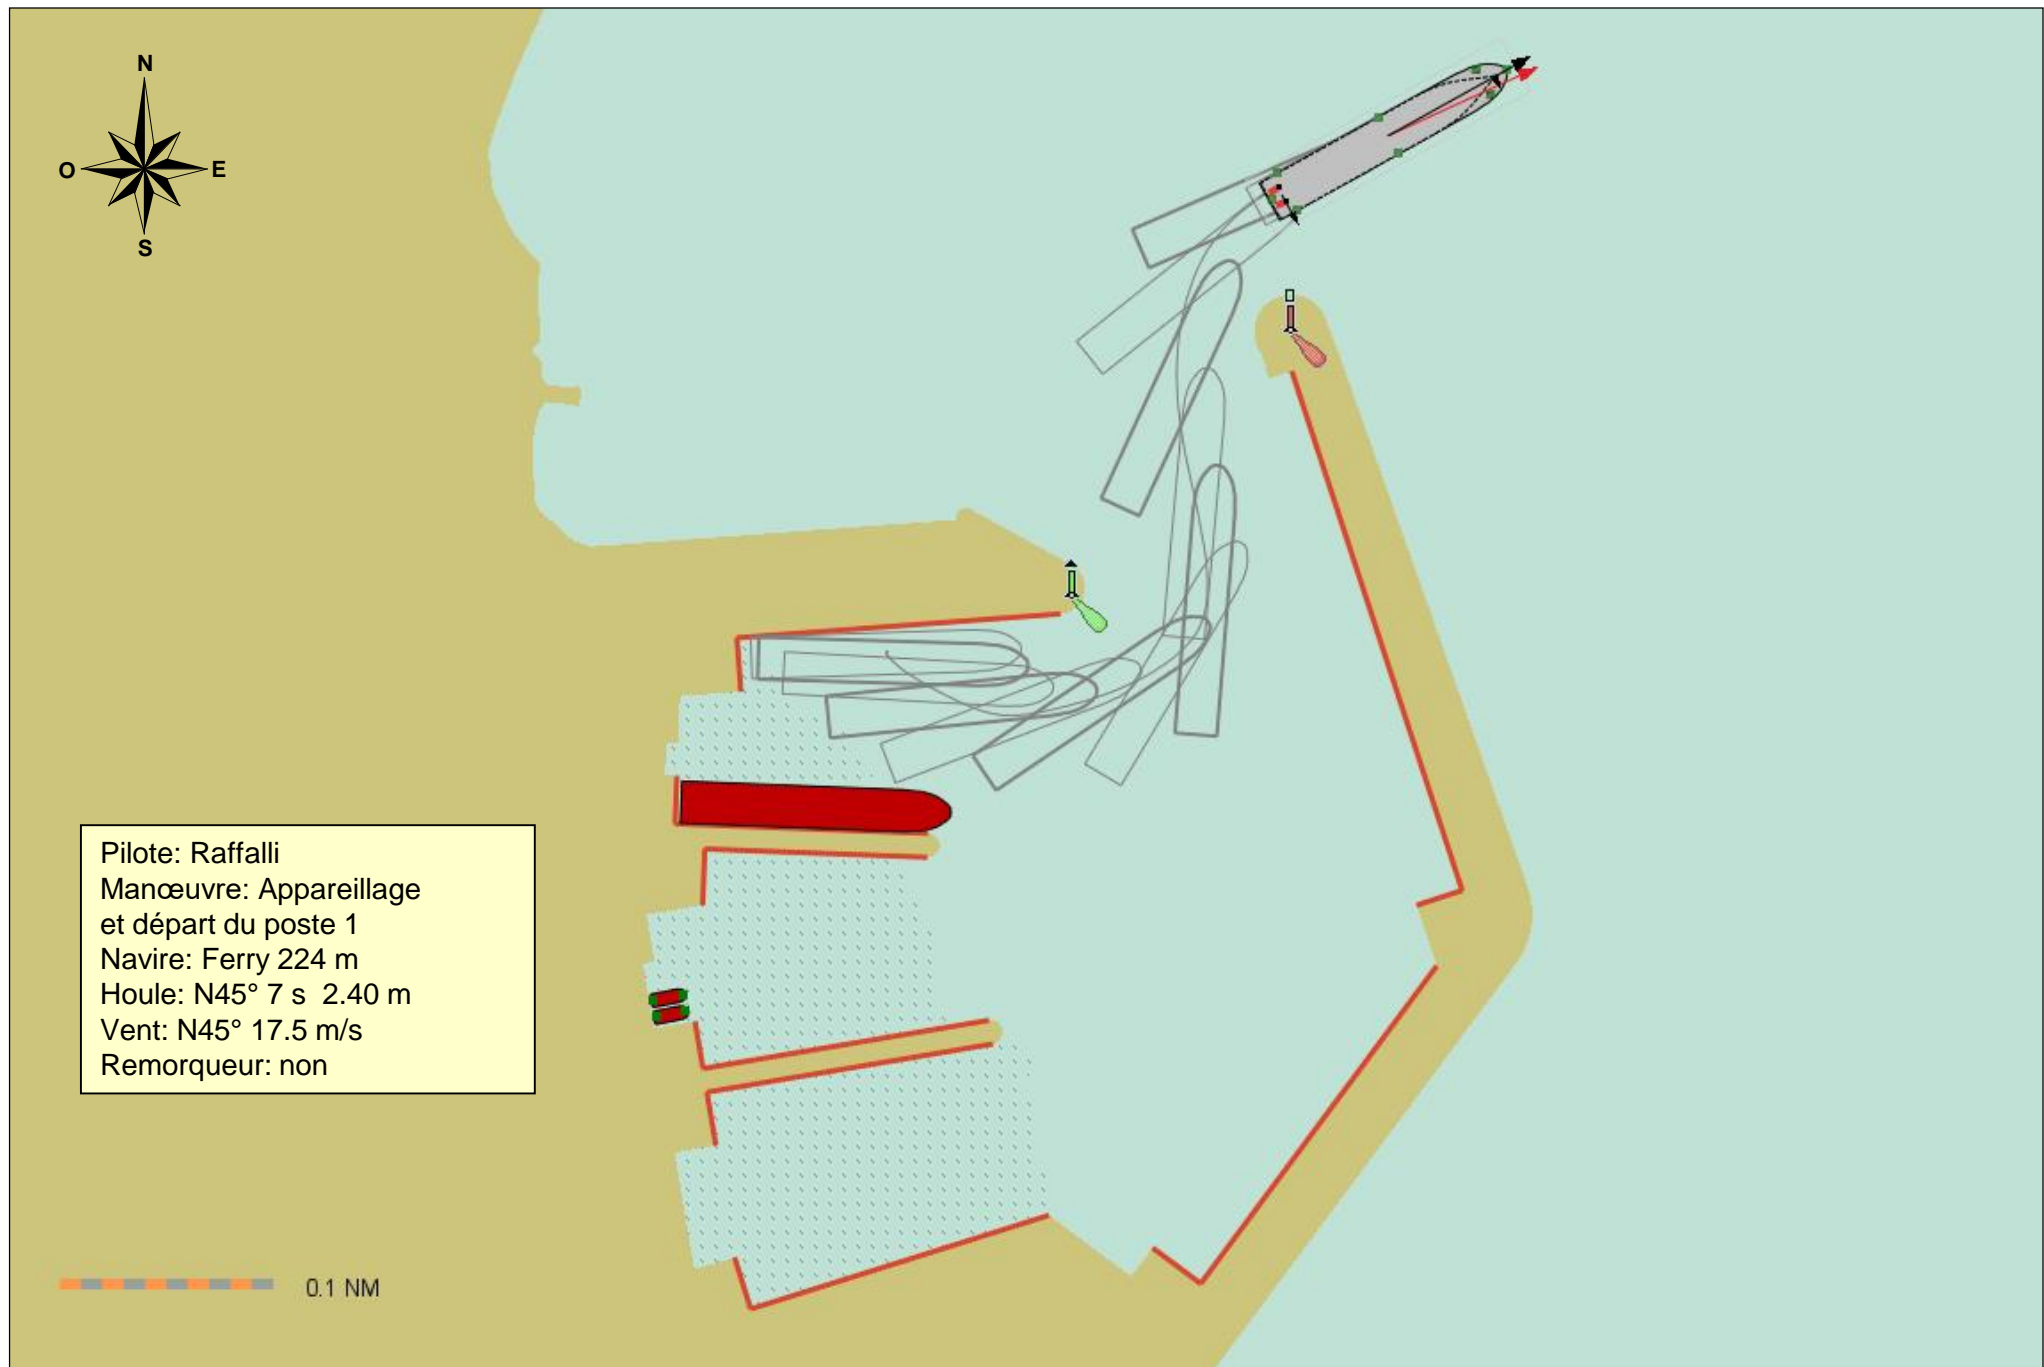 N
O
E
S
Pilote: Raffalli
Manœuvre: Appareillage
et départ du poste 1
Navire: Ferry 224 m
Houle: N45° 7 s  2.40 m
Vent: N45° 17.5 m/s
Remorqueur: non
0.1 NM